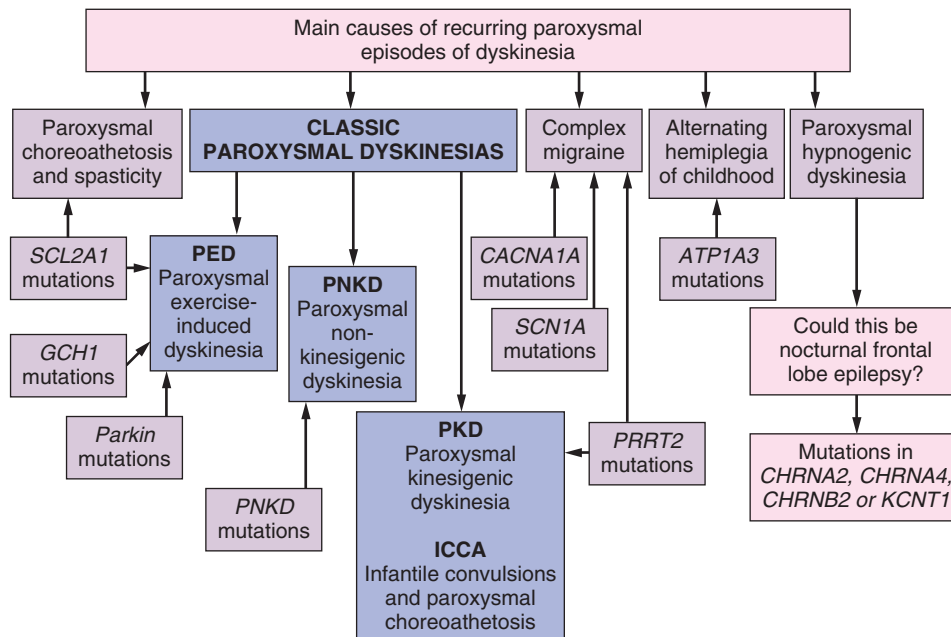 Main causes of recurring paroxysmal
episodes of dyskinesia
Paroxysmal
choreoathetosis
and spasticity
CLASSIC
PAROXYSMAL DYSKINESIAS
Complex
migraine
Alternating
hemiplegia
of childhood
Paroxysmal
hypnogenic
dyskinesia
SCL2A1
mutations
PED
Paroxysmal
exercise-
induced
dyskinesia
GCH1
mutations
Parkin
mutations
PNKD
Paroxysmal
non-
kinesigenic
dyskinesia
PNKD
mutations
PKD
Paroxysmal
kinesigenic
dyskinesia
ICCA
Infantile convulsions
and paroxysmal
choreoathetosis
CACNA1A
mutations
SCN1A
mutations
PRRT2
mutations
ATP1A3
mutations
Could this be
nocturnal frontal
lobe epilepsy?
Mutations in
CHRNA2, CHRNA4,
CHRNB2 or KCNT1